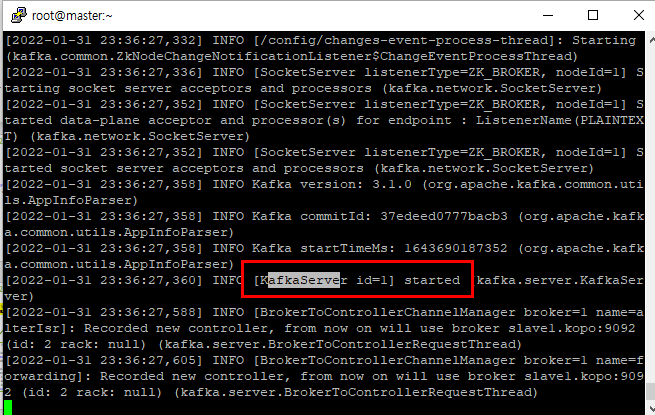 root@master:~
[2022-01-31 23:36:27,332] INFO [/config/changes-event-process-thread]: Starting
(kafka.common.ZkNodeChangeNotificationListener$ChangeEventProcessThread)
[2022-01-31 23:36:27,336] INFO [SocketServer listenerType=ZK_BROKER, nodeId=1] S
tarting socket server acceptors and processors (kafka.network.SocketServer)
[2022-01-31 23:36:27,352] INFO [SocketServer listenerType=ZK_BROKER, nodeId=1] S
tarted data-plane acceptor and processor(s) for endpoint : ListenerName(PLAINTEX
T) (kafka.network.SocketServer)
[2022-01-31 23:36:27,352] INFO [SocketServer listenerType=ZK_BROKER, nodeId=1] S
tarted socket server acceptors and processors (kafka.network.SocketServer)
[2022-01-31 23:36:27,358] INFO Kafka version: 3.1.0 (org.apache.kafka.common.uti
ls.AppInfoParser)
[2022-01-31 23:36:27,358] INFO Kafka commitId: 37edeed0777bacb3 (org.apache.kafk
a.common.utils.AppInfoParser)
[2022-01-31 23:36:27,358] INFO Kafka startTimeMs: 1643690187352 (org.apache.kafk
a.common.utils.AppInfoParser)
[2022-01-31 23:36:27,360] INFO [KafkaServer id=1] started (kafka.server.KafkaSer
ver)
[2022-01-31 23:36:27,588] INFO [BrokerToControllerChannelManager broker=1 name=a
lterIsr]: Recorded new controller, from now on will use broker slave1.kopo:9092
(id: 2 rack: null) (kafka.server.BrokerToControllerRequestThread)
[2022-01-31 23:36:27,605] INFO [BrokerToControllerChannelManager broker=1 name=f
orwarding]: Recorded new controller, from now on will use broker slave1.kopo:909
2 (id: 2 rack: null) (kafka.server.BrokerToControllerRequestThread)